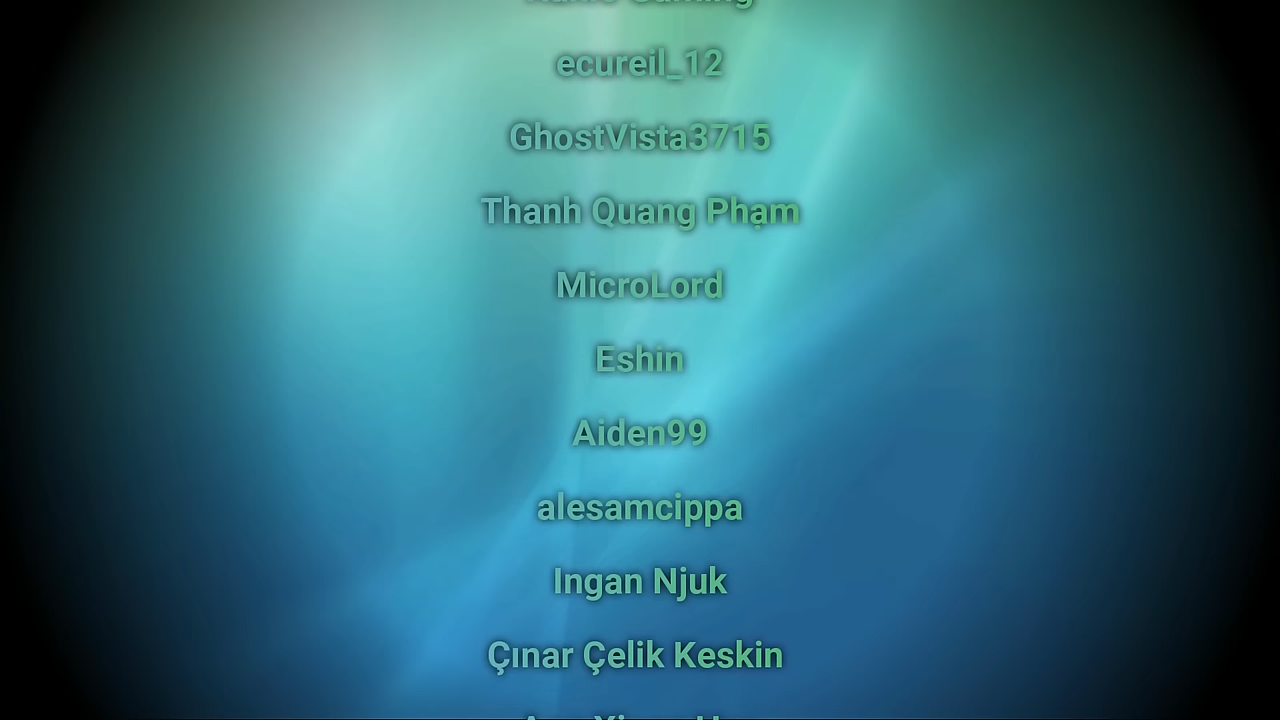 ecureil_12
GhostVista3715
Thanh Quang Phạm
MicroLord
Eshin
Aiden99
alesamcippa
Ingan Njuk
Çınar Çelik Keskin